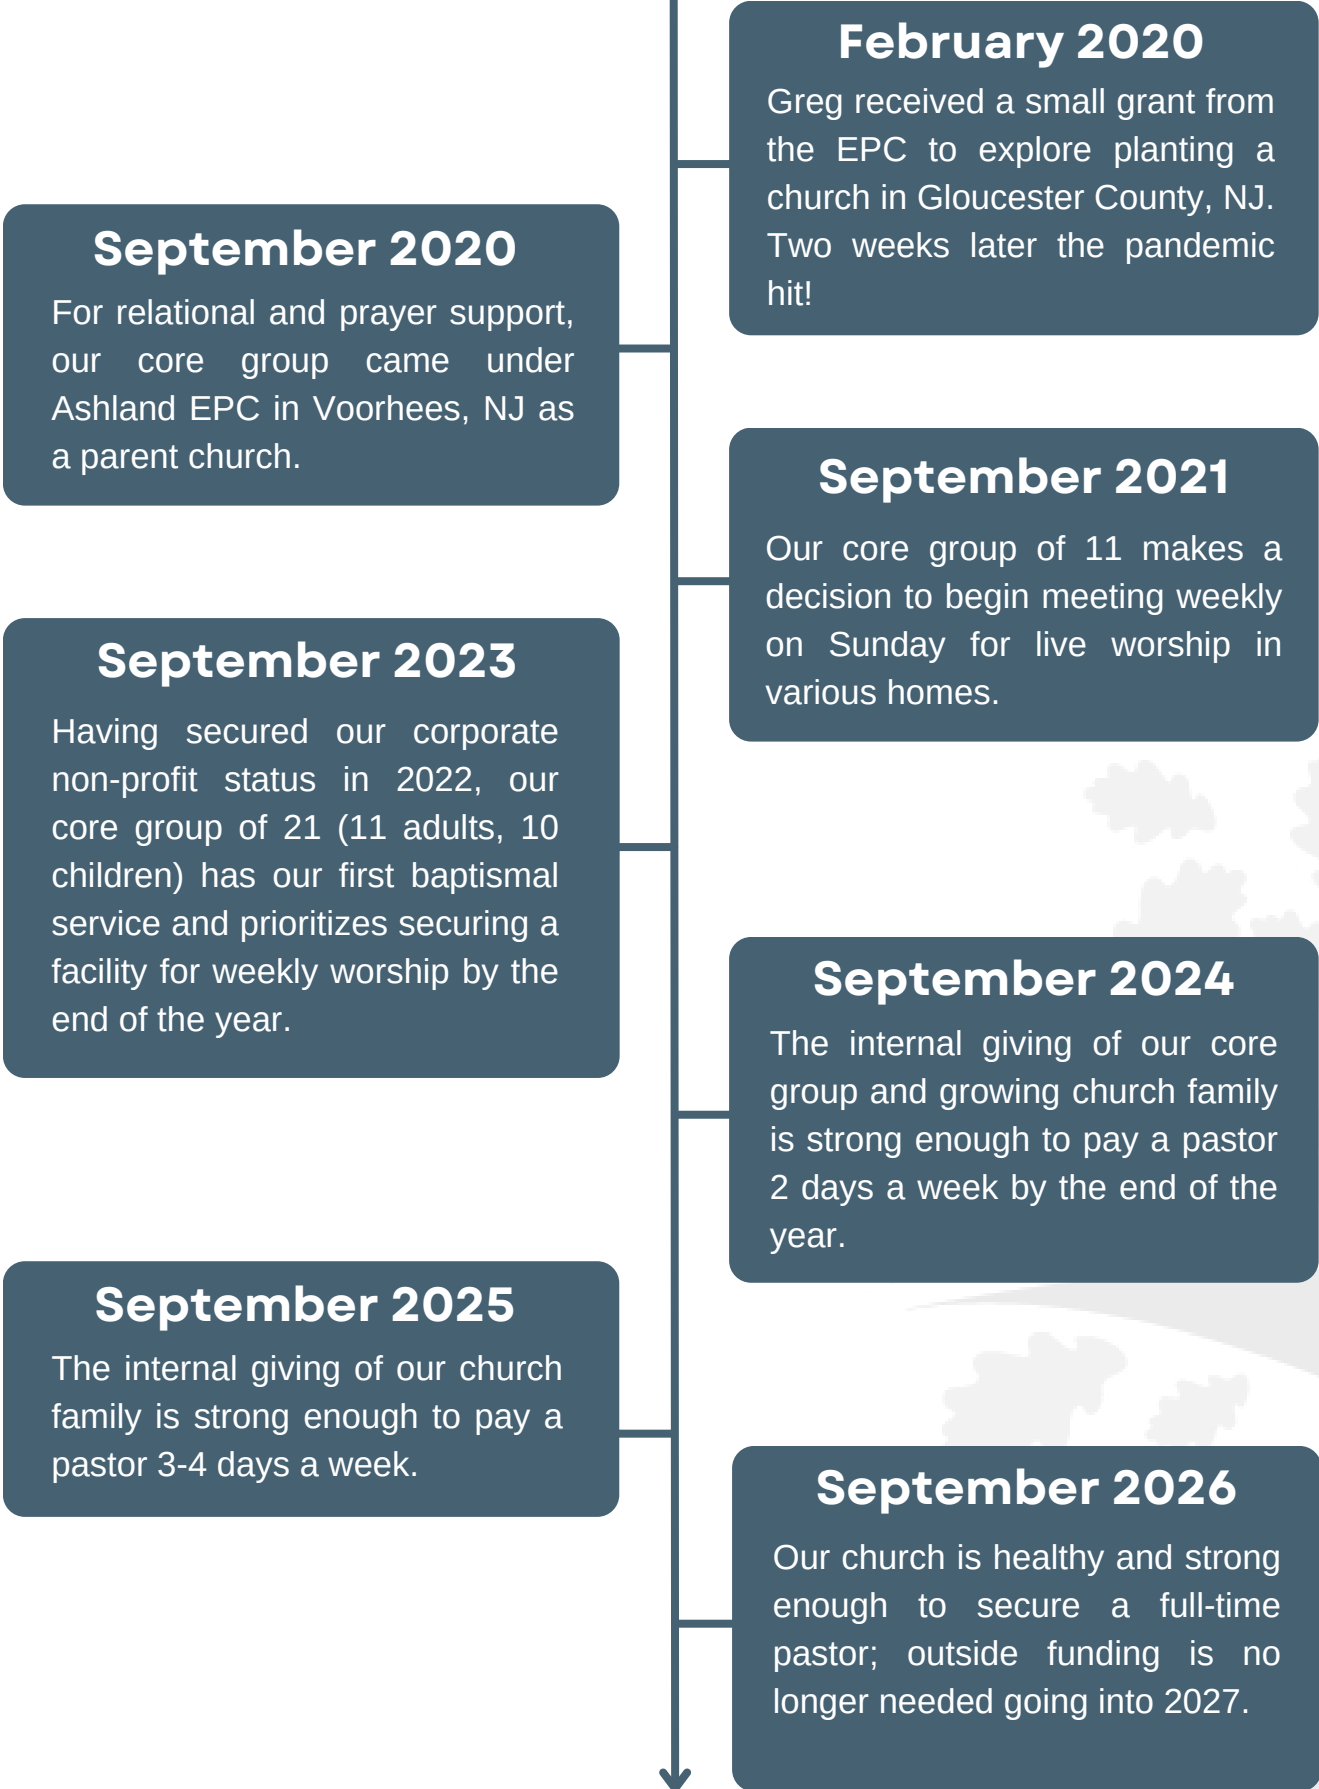 February 2020
Greg received a small grant from
the EPC to explore planting a
church in Gloucester County, NJ.
Two weeks later the pandemic
hit!
September 2020
For relational and prayer support,
our core group came under
Ashland EPC in Voorhees, NJ as
a parent church.
September 2021
Our core group of 11 makes a
decision to begin meeting weekly
on Sunday for live worship in
various homes.
September 2023
Having secured our corporate
non-profit status in 2022, our
core group of 21 (11 adults, 10
children) has our first baptismal
service and prioritizes securing a
facility for weekly worship by the
end of the year.
September 2024
The internal giving of our core
group and growing church family
is strong enough to pay a pastor
2 days a week by the end of the
year.
September 2025
The internal giving of our church
family is strong enough to pay a
pastor 3-4 days a week.
September 2026
Our church is healthy and strong
enough to secure a full-time
pastor; outside funding is no
longer needed going into 2027.